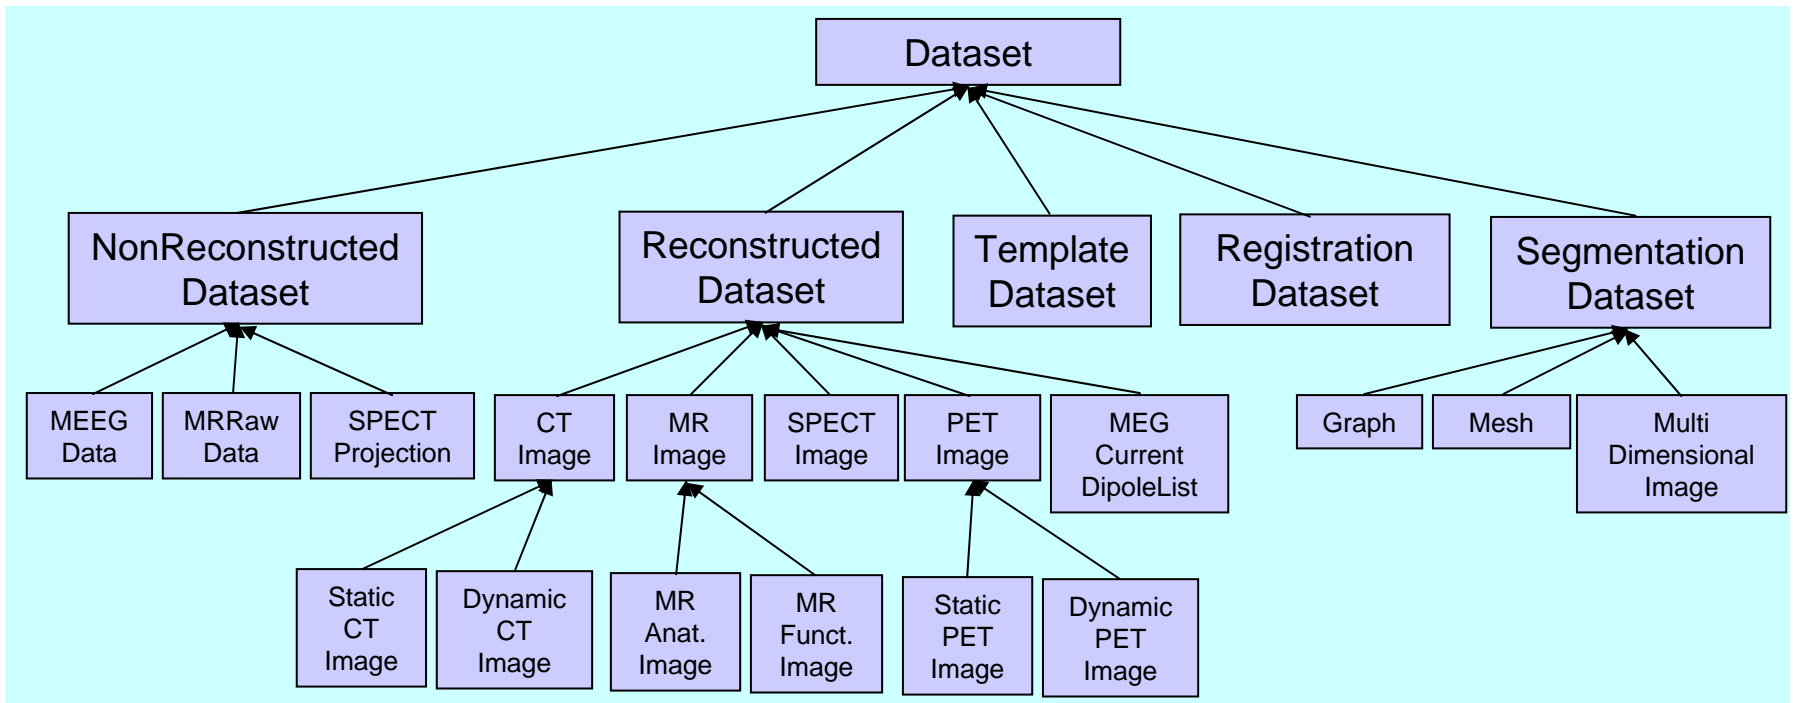 Dataset
NonReconstructed
Dataset
Reconstructed
Dataset
Template
Dataset
Registration
Dataset
Segmentation
Dataset
MEEG
Data
MRRaw
Data
SPECT
Projection
CT
Image
MR
Image
SPECT
Image
PET
Image
MEG
Current
DipoleList
Graph
Mesh
Multi
Dimensional
Image
Static
CT
Image
Dynamic
CT
Image
MR
Anat.
Image
MR
Funct.
Image
Static
PET
Image
Dynamic
PET
Image